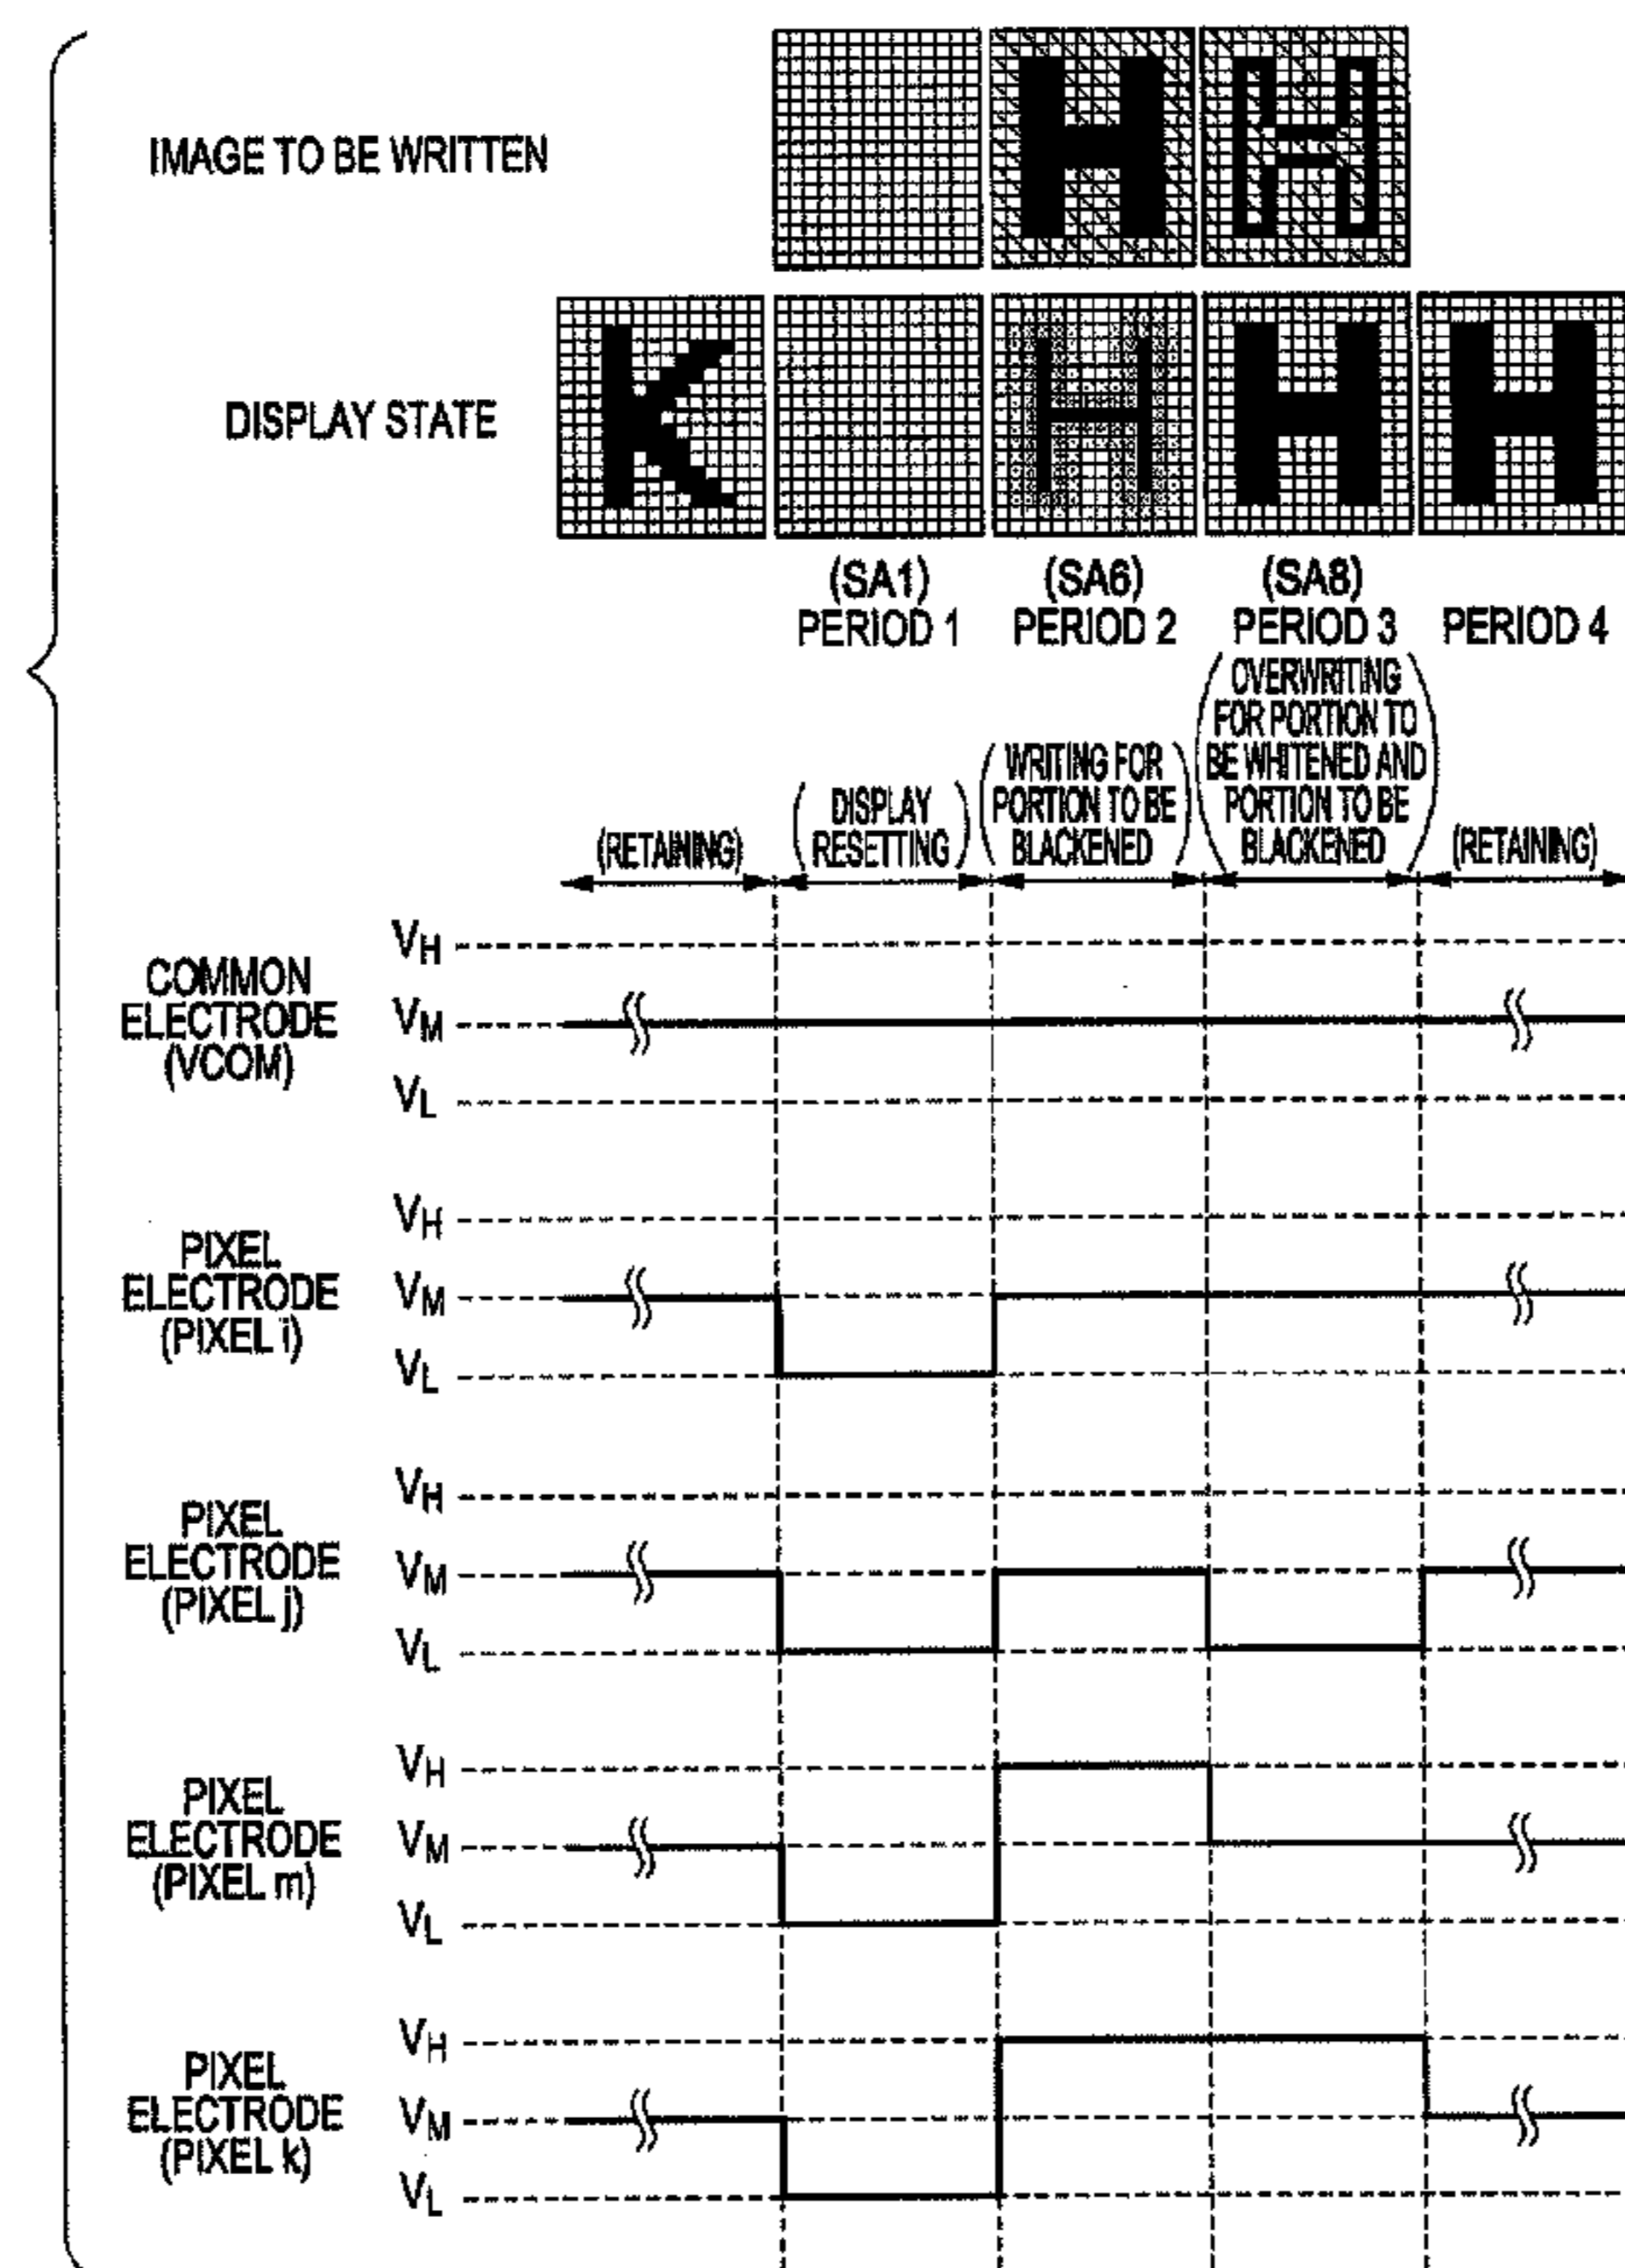 IMAGE TO BE WRITTEN
DISPLAY STATE
(SA1)
PERIOD 1
(SA6)
PERIOD 2
(SA8)
PERIOD 3
PERIOD 4
(RETAINING)
(DISPLAY
RESETTING)
(WRITING FOR
PORTION TO BE
BLACKENED)
(OVERWRITING
FOR PORTION TO
BE WHITENED AND
PORTION TO BE
BLACKENED)
(RETAINING)
COMMON
ELECTRODE
(VCOM)
VH
VM
VL
PIXEL
ELECTRODE
(PIXEL i)
VH
VM
VL
PIXEL
ELECTRODE
(PIXEL j)
VH
VM
VL
PIXEL
ELECTRODE
(PIXEL m)
VH
VM
VL
PIXEL
ELECTRODE
(PIXEL k)
VH
VM
VL